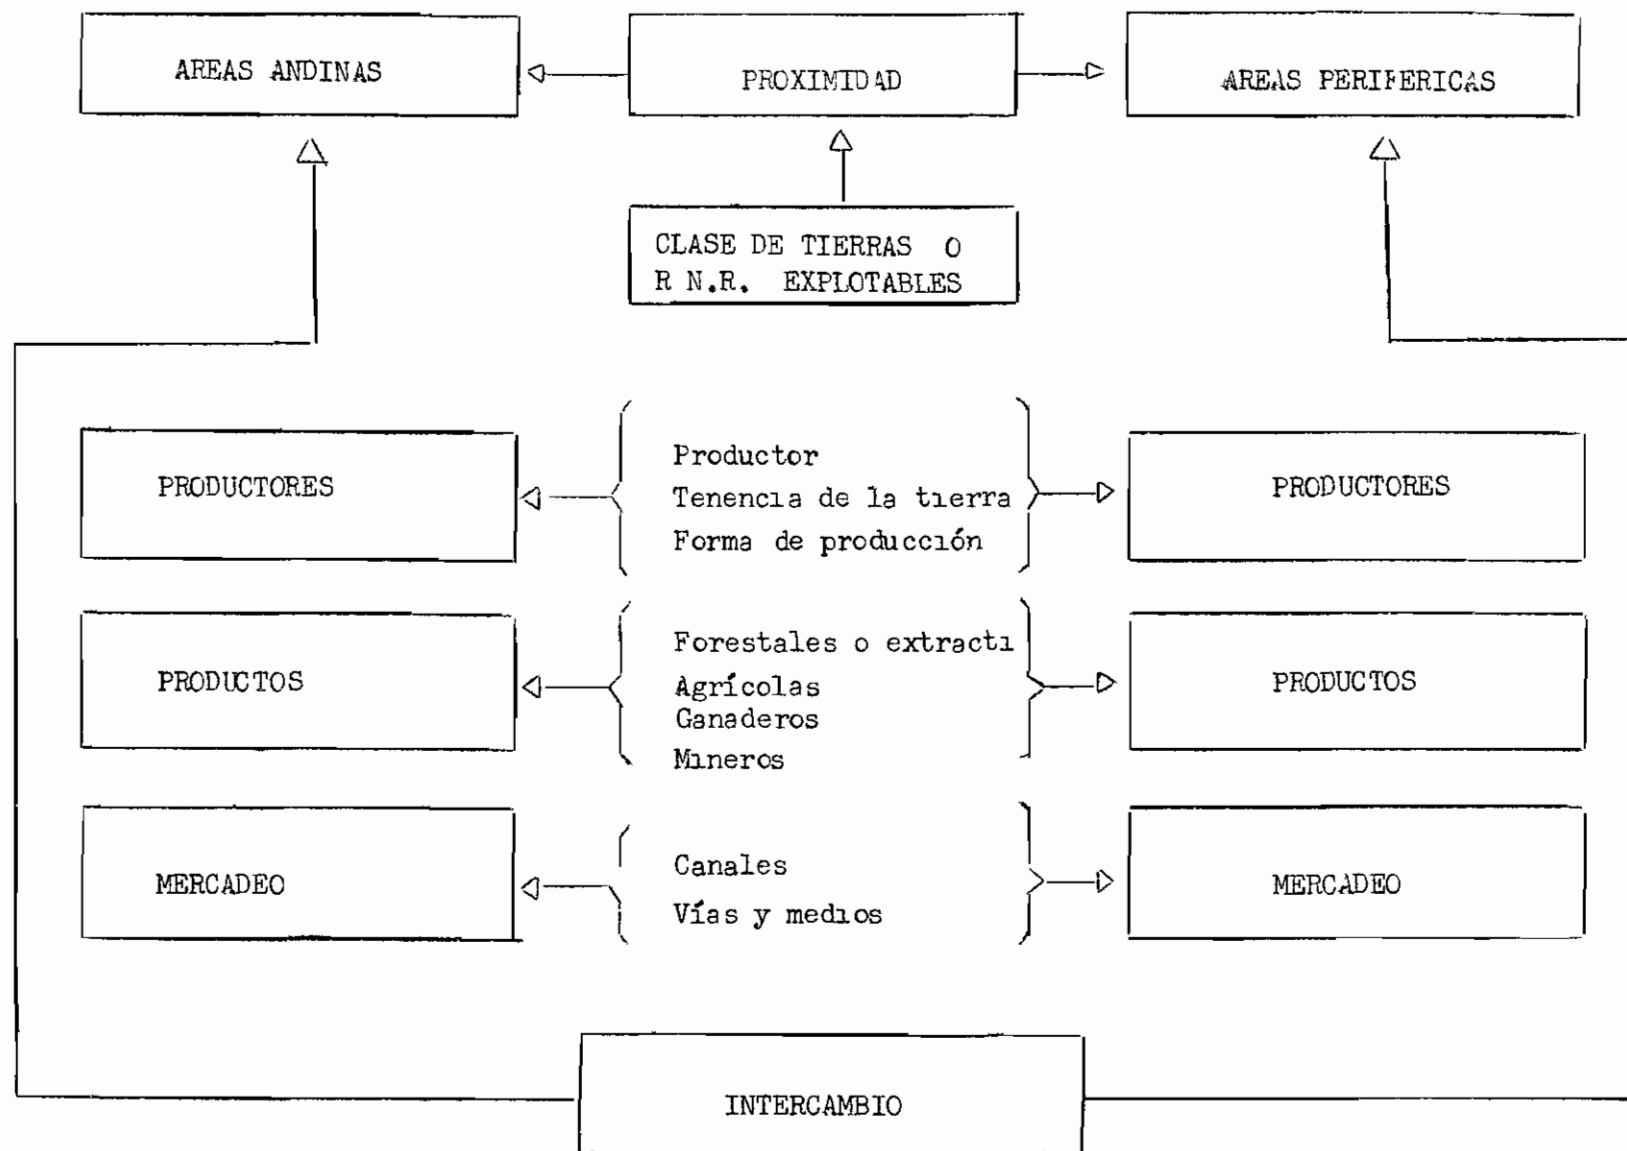 AREAS ANDINAS
PROXIMIDAD
AREAS PERIFERICAS
CLASE DE TIERRAS O
R N.R. EXPLOTABLES
PRODUCTORES
Productor
Tenencia de la tierra
Forma de producción
PRODUCTORES
PRODUCTOS
Forestales o extracti
Agrícolas
Ganaderos
Mineros
PRODUCTOS
MERCADEO
Canales
Vías y medios
MERCADEO
INTERCAMBIO